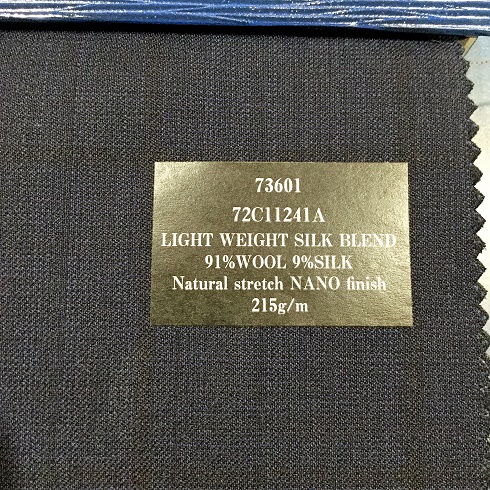 73601
72C11241A
LIGHT WEIGHT SILK BLEND
91%WOOL 9%SILK
Natural stretch NANO finish
215g/m